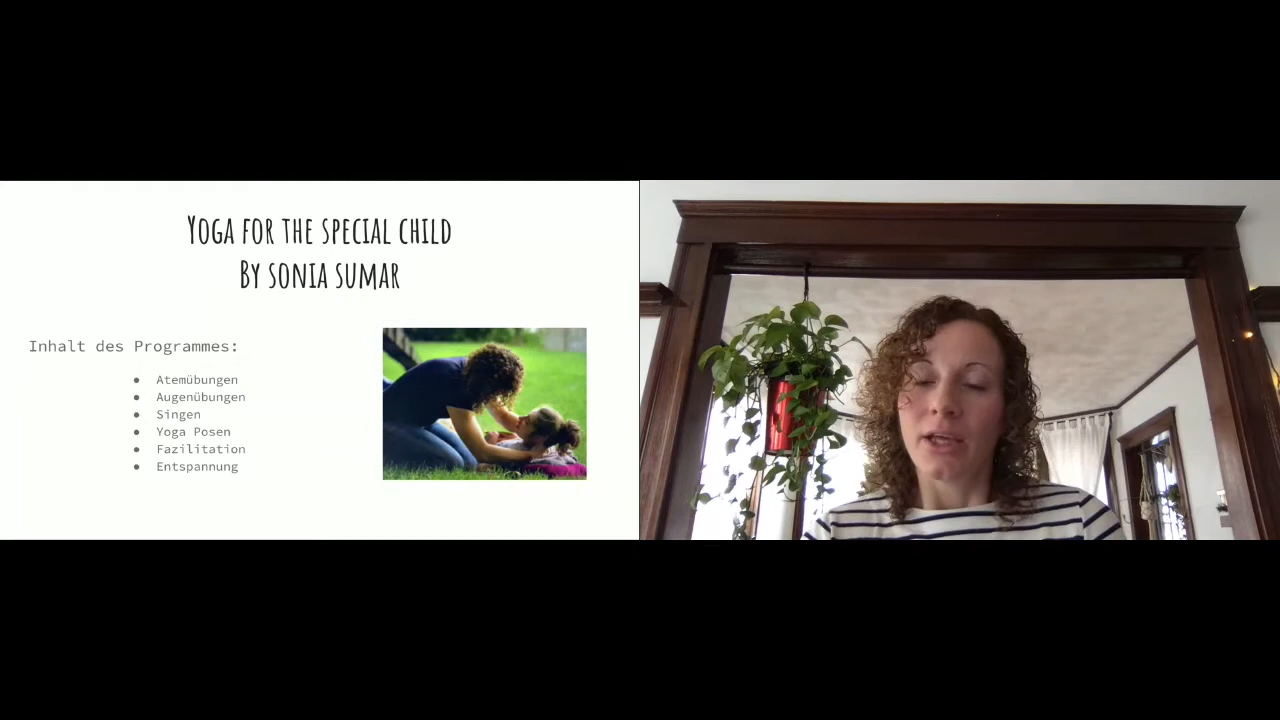 Yoga for the special child
By sonia sumar
Inhalt des Programmes:
● Atemübungen
● Augenübungen
● Singen
● Yoga Posen
● Fazilitation
● Entspannung